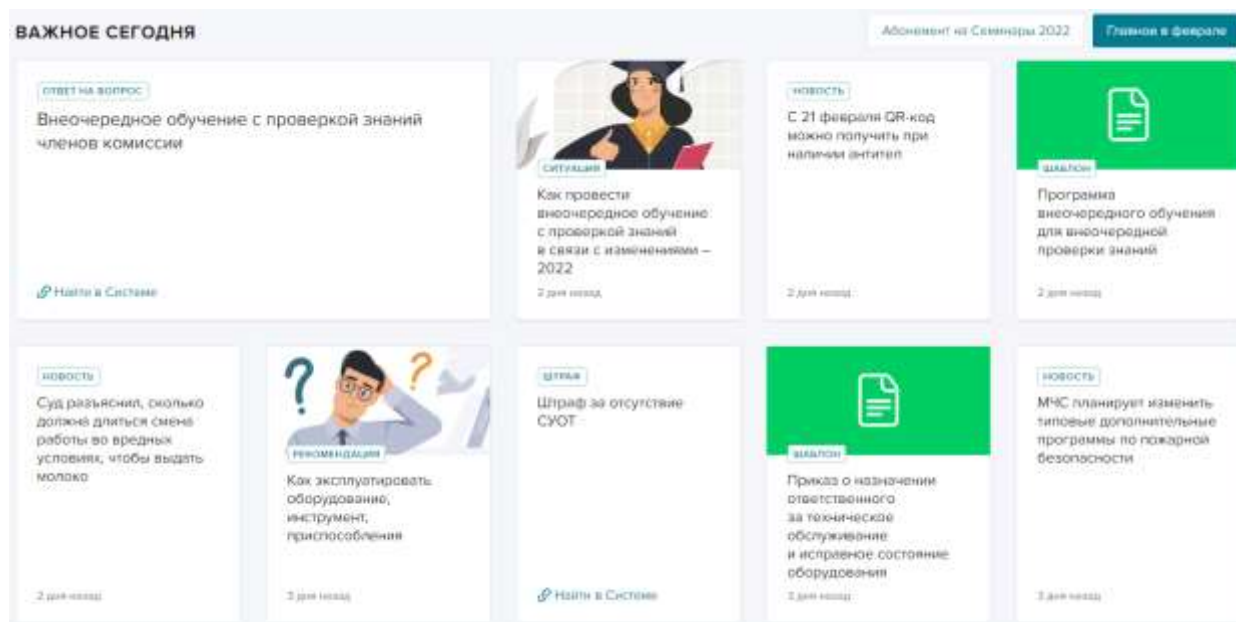 ВАЖНОЕ СЕГОДНЯ
Абонемент на Семинары 2022
Главное в феврале
ОТВЕТ НА ВОПРОС
Внеочередное обучение с проверкой знаний
членов комиссии
Найти в Системе
СИТУАЦИЯ
Как провести
внеочередное обучение
с проверкой знаний
в связи с изменениями –
2022
2 дня назад
НОВОСТЬ
С 21 февраля QR-код
можно получить при
наличии антител
2 дня назад
ШАБЛОН
Программа
внеочередного обучения
для внеочередной
проверки знаний
2 дня назад
НОВОСТЬ
Суд разъяснил, сколько
должна длиться смена
работы во вредных
условиях, чтобы выдать
молоко
2 дня назад
РЕКОМЕНДАЦИЯ
Как эксплуатировать
оборудование,
инструмент,
приспособления
3 дня назад
ШТРАФ
Штраф за отсутствие
СУОТ
Найти в Системе
ШАБЛОН
Приказ о назначении
ответственного
за техническое
обслуживание
и исправное состояние
оборудования
3 дня назад
НОВОСТЬ
МЧС планирует изменить
типовые дополнительные
программы по пожарной
безопасности
3 дня назад